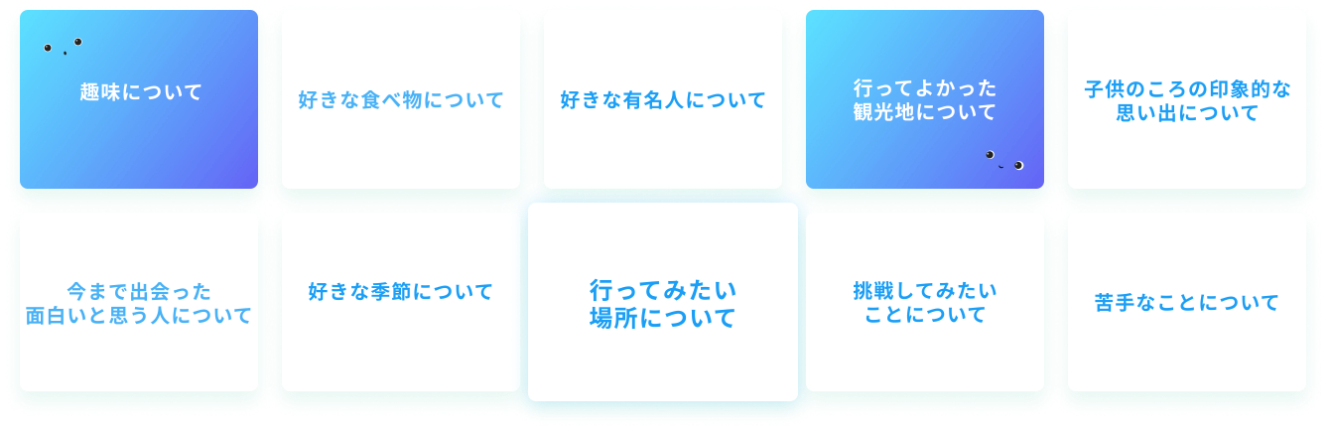 趣味について
好きな食べ物について
好きな有名人について
行ってよかった
観光地について
子供のころの印象的な
思い出について
今まで出会った
面白いと思う人について
好きな季節について
行ってみたい
場所について
挑戦してみたい
ことについて
苦手なことについて